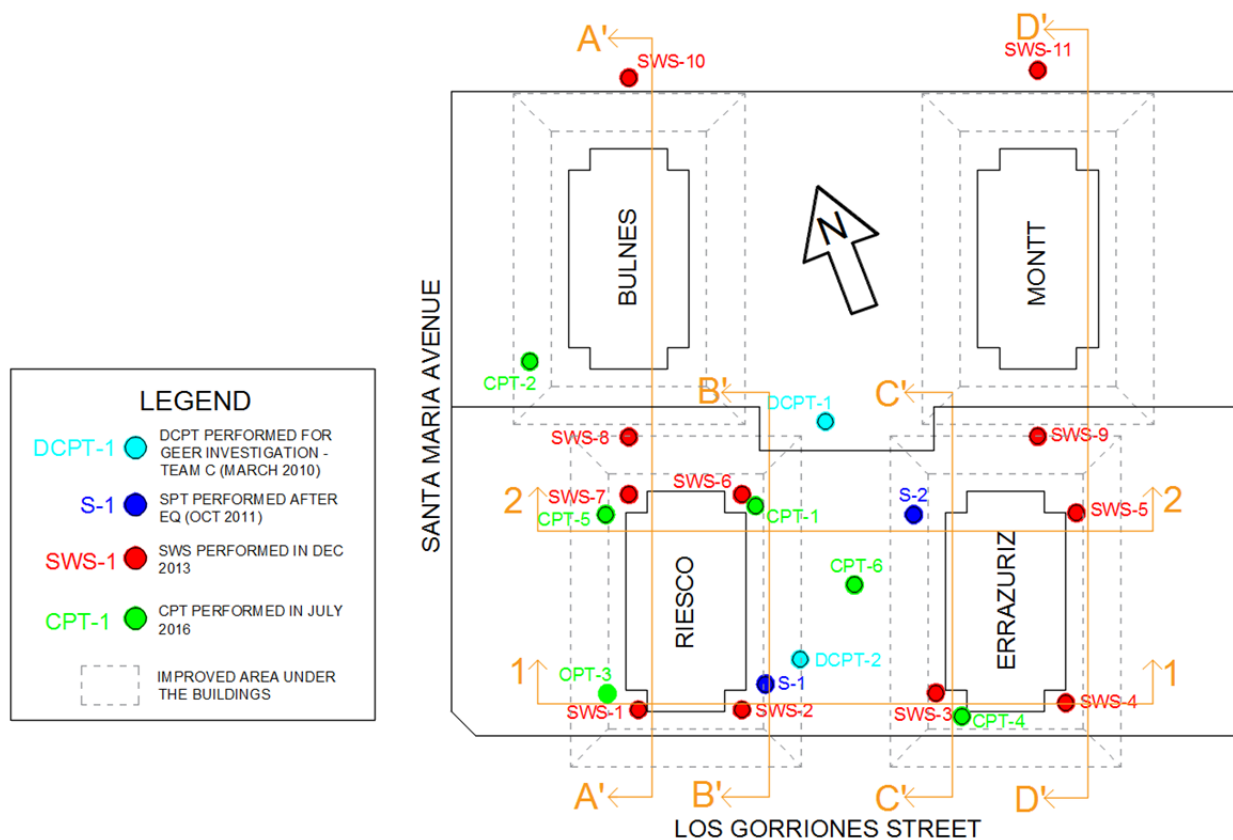 A'
D'
SWS-10
SWS-11
BULNES
N
MONTT
SANTA MARIA AVENUE
CPT-2
B'
DCPT-1
C'
SWS-8
SWS-9
SWS-7
SWS-6
2
CPT-5
CPT-1
S-2
SWS-5
2
RIESCO
CPT-6
ERRAZURIZ
DCPT-2
1
CPT-3
S-1
1
SWS-1
SWS-2
SWS-3
CPT-4
SWS-4
A'
B'
C'
D'
LOS GORRIONES STREET
LEGEND
DCPT-1
DCPT PERFORMED FOR
GEER INVESTIGATION -
TEAM C (MARCH 2010)
S-1
SPT PERFORMED AFTER
EQ (OCT 2011)
SWS-1
SWS PERFORMED IN DEC
2013
CPT-1
CPT PERFORMED IN JULY
2016
IMPROVED AREA UNDER
THE BUILDINGS